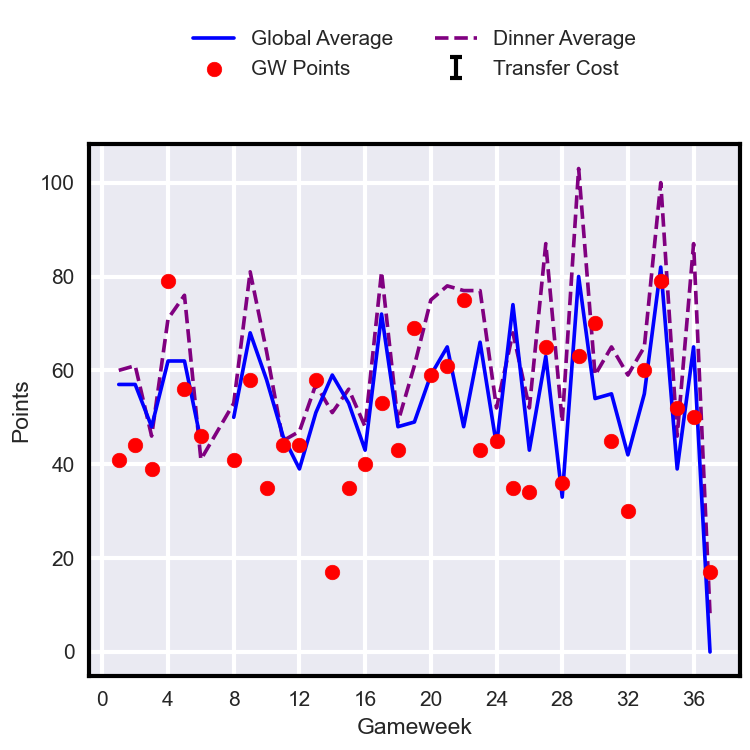 Global Average
Dinner Average
GW Points
Transfer Cost
100
80
60
40
20
0
Points
0 4 8 12 16 20 24 28 32 36
Gameweek